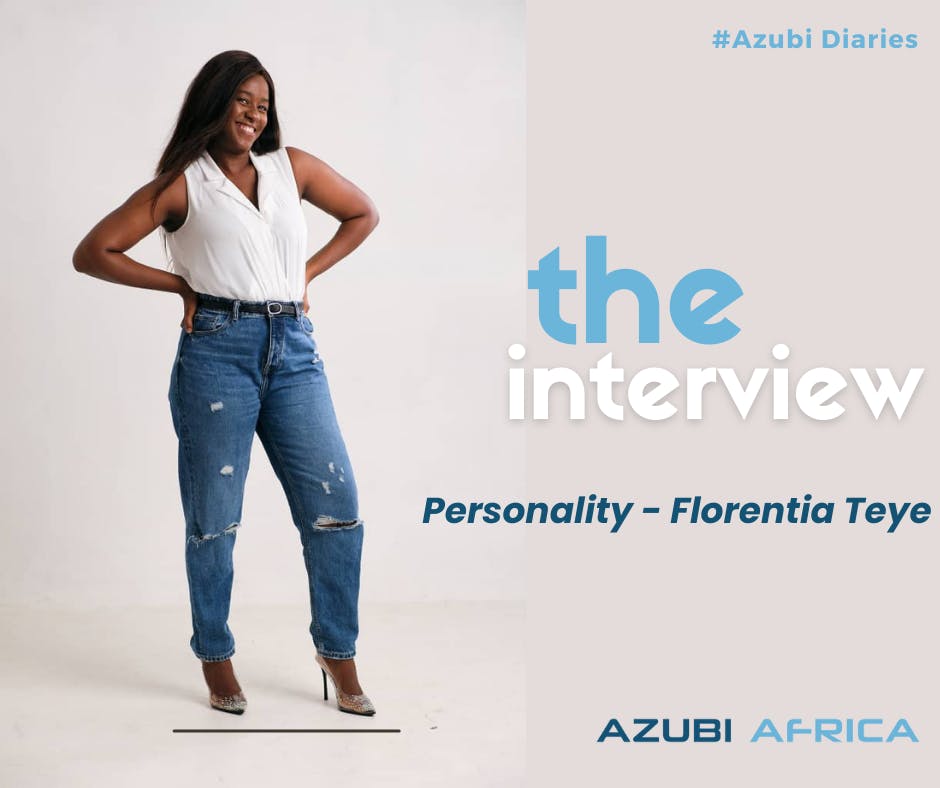 #Azubi Diaries
the
interview
Personality - Florentia Teye
AZUBI AFRICA